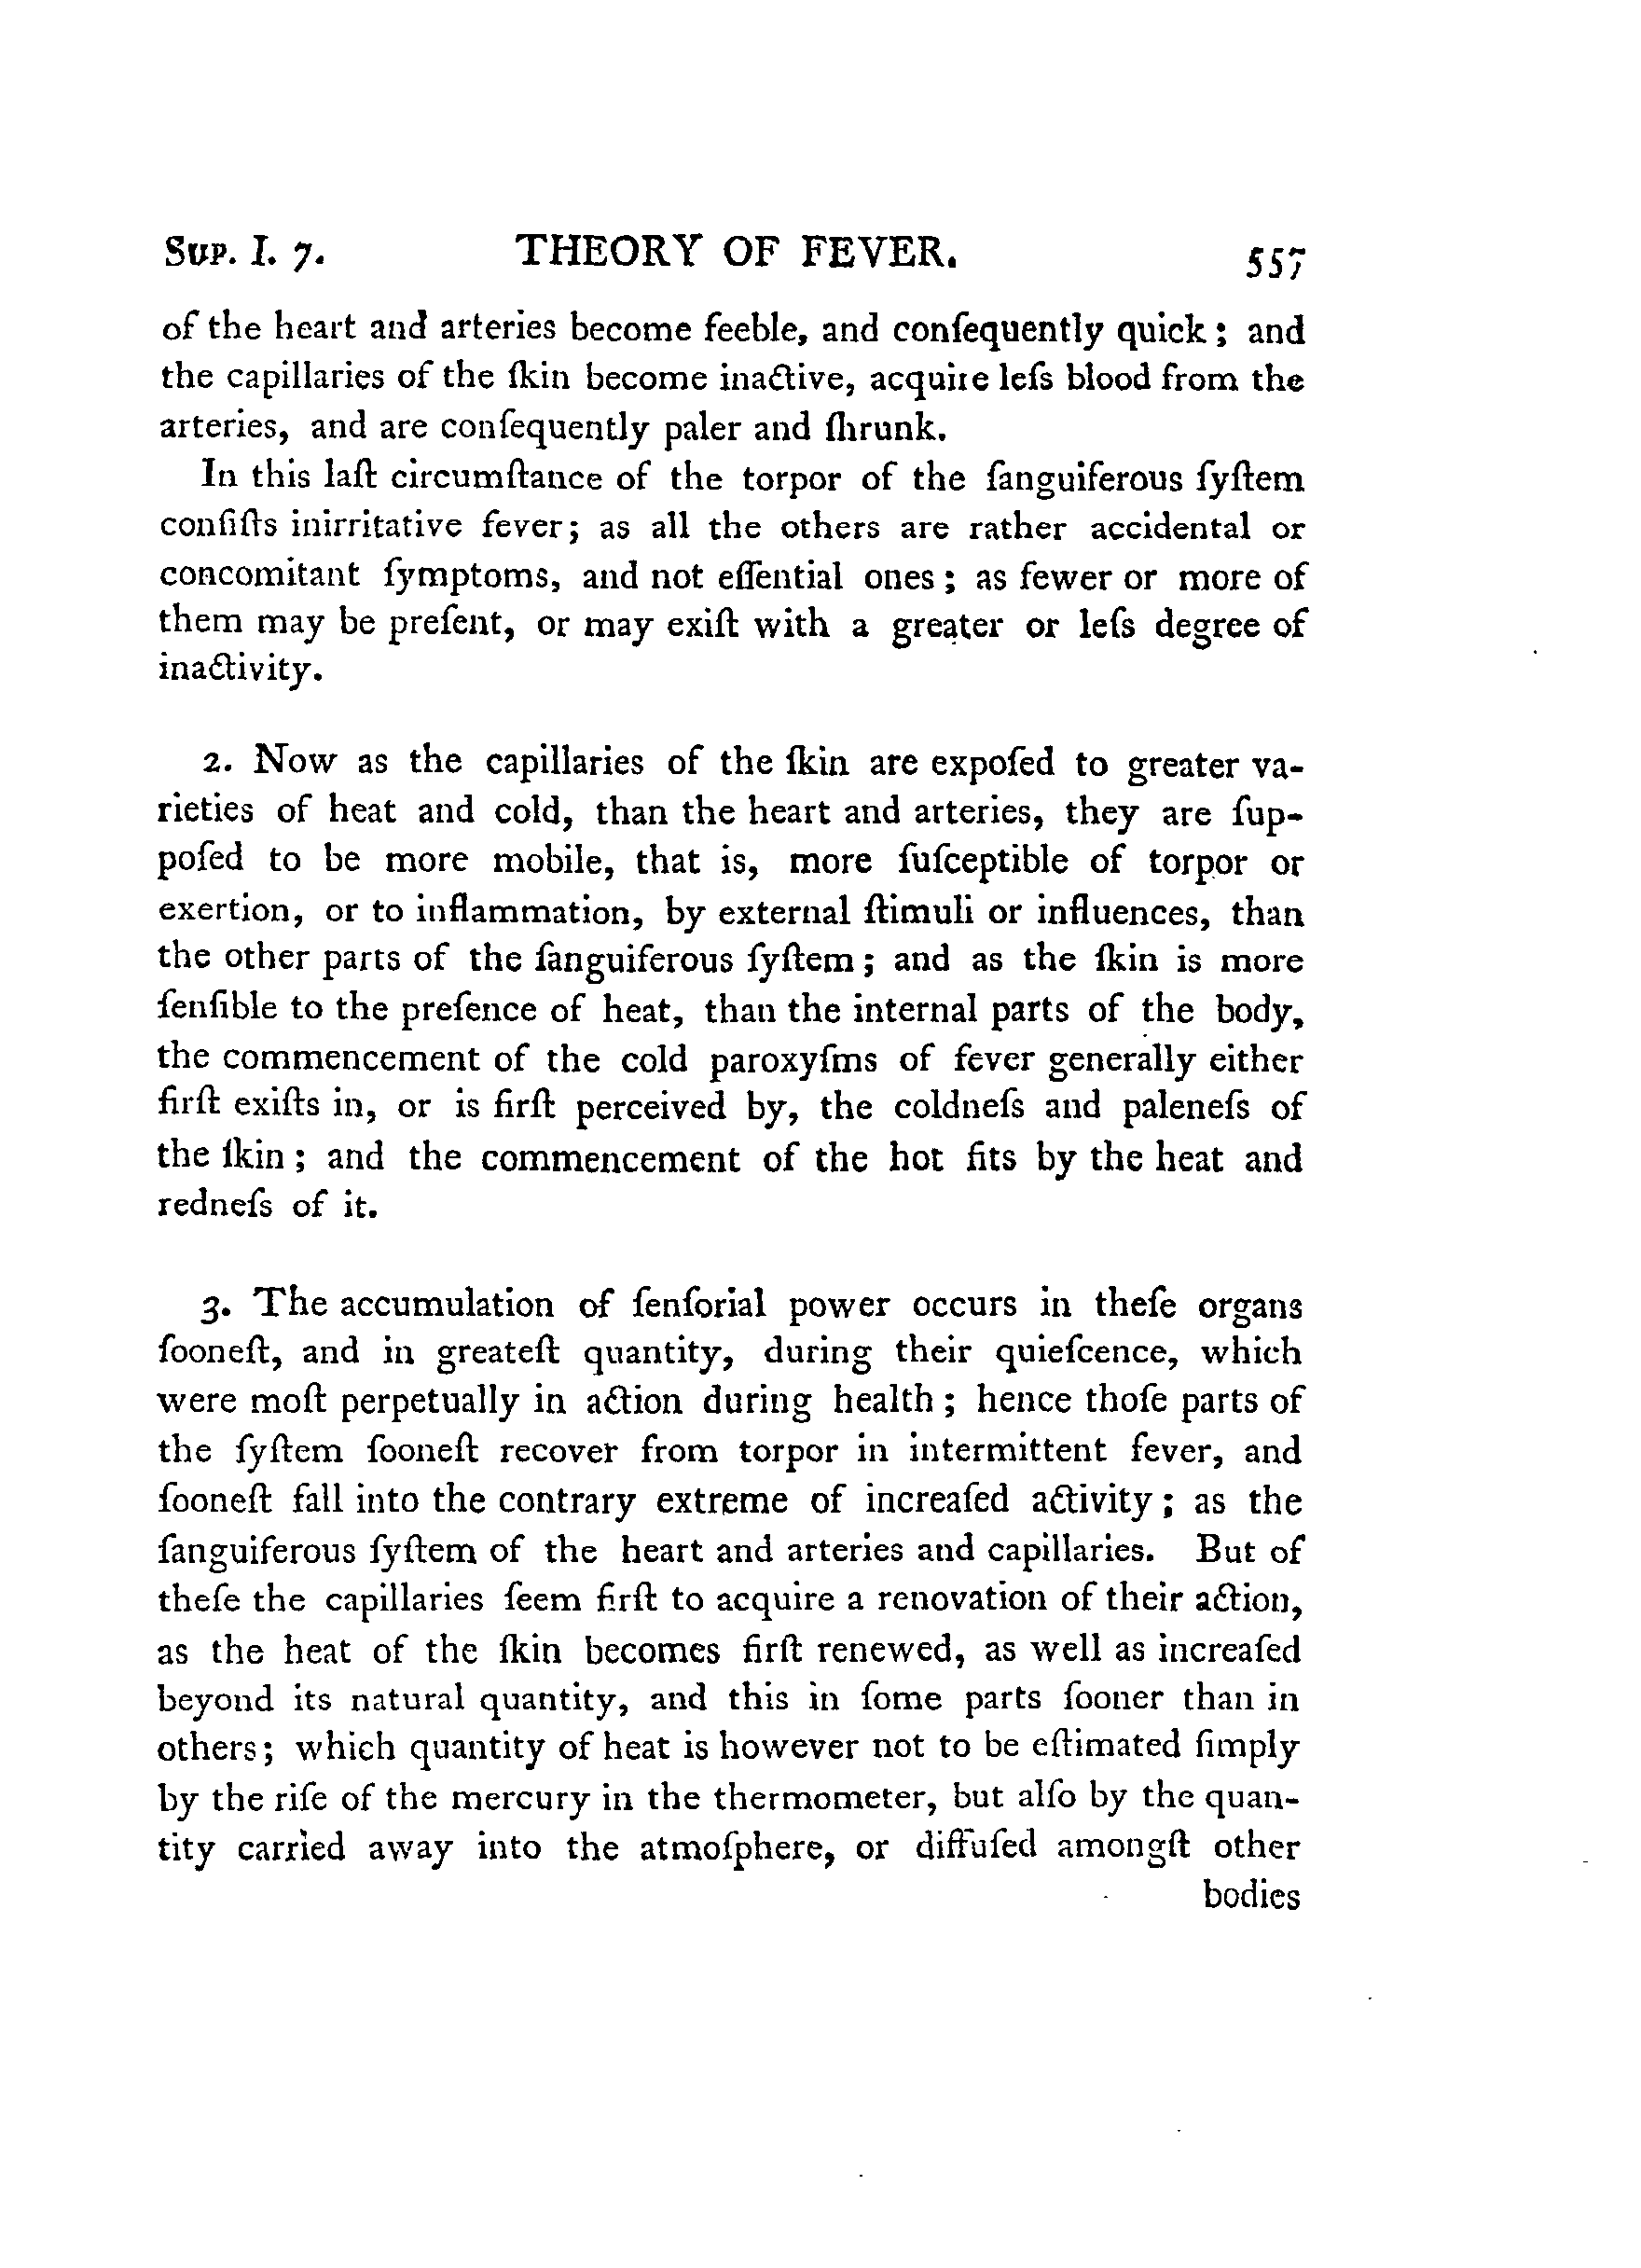 Sup. I. 7. THEORY OF FEVER. 557
of the heart and arteries become feeble, and conſequently quick ; and
the capillaries of the ſkin become inactive, acquire leſs blood from the
arteries, and are conſequently paler and ſhrunk.
In this laſt circumſtance of the torpor of the ſanguiferous ſyſtem
conſiſts inirritative fever; as all the others are rather accidental or
concomitant ſymptoms, and not eſſential ones ; as fewer or more of
them may be preſent, or may exiſt with a greater or leſs degree of
inactivity.
2. Now as the capillaries of the ſkin are expoſed to greater va-
rieties of heat and cold, than the heart and arteries, they are ſup-
poſed to be more mobile, that is, more ſuſceptible of torpor or
exertion, or to inflammation, by external ſtimuli or influences, than
the other parts of the ſanguiferous ſyſtem ; and as the ſkin is more
ſenſible to the preſence of heat, than the internal parts of the body,
the commencement of the cold paroxyſms of fever generally either
firſt exiſts in, or is firſt perceived by, the coldneſs and paleneſs of
the ſkin ; and the commencement of the hot fits by the heat and
redneſs of it.
3. The accumulation of ſenſorial power occurs in theſe organs
ſooneſt, and in greateſt quantity, during their quieſcence, which
were moſt perpetually in action during health ; hence thoſe parts of
the ſyſtem ſooneſt recover from torpor in intermittent fever, and
ſooneſt fall into the contrary extreme of increaſed activity ; as the
ſanguiferous ſyſtem of the heart and arteries and capillaries. But of
theſe the capillaries ſeem firſt to acquire a renovation of their action,
as the heat of the ſkin becomes firſt renewed, as well as increaſed
beyond its natural quantity, and this in ſome parts ſooner than in
others; which quantity of heat is however not to be eſtimated ſimply
by the riſe of the mercury in the thermometer, but alſo by the quan-
tity carried away into the atmoſphere, or diffuſed amongſt other
bodies